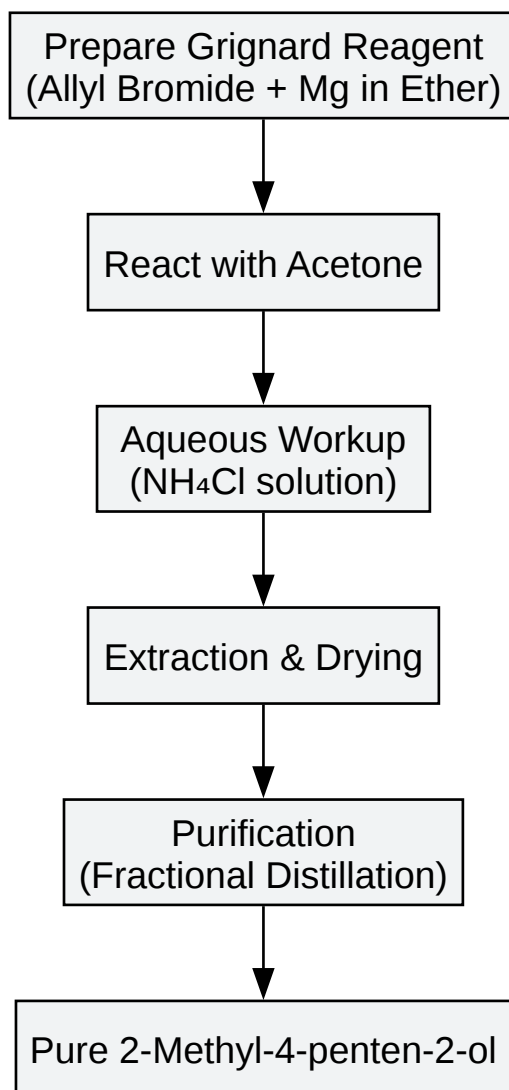 Prepare Grignard Reagent
(Allyl Bromide + Mg in Ether)
React with Acetone
Aqueous Workup
(NH₄Cl solution)
Extraction & Drying
Purification
(Fractional Distillation)
Pure 2-Methyl-4-penten-2-ol